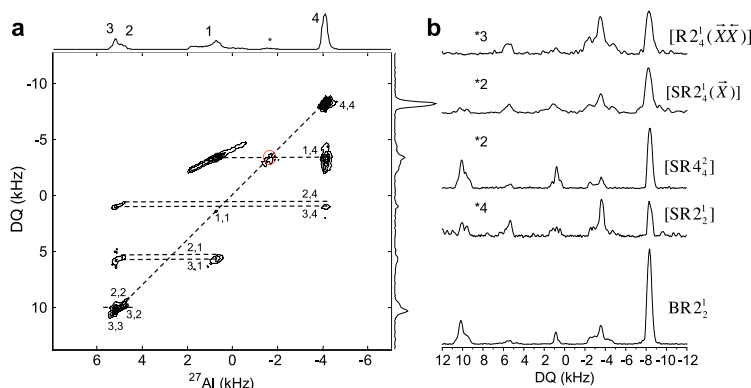 a
3 2 1 * 4
-10
-5
0
5
10
DQ (kHz)
4,4
1,4
2,4
3,4
1,1
2,1
3,1
2,2
3,2
3,3
6 4 2 0 -2 -4 -6
²⁷Al (kHz)
b
*3
[R2₄¹(X⃗X⃖)]
*2
[SR2₄¹(X⃗)]
*2
[SR4₄²]
*4
[SR2₂¹]
BR2₂¹
12 10 8 6 4 2 0 -2 -4 -6 -8 -10 -12
DQ (kHz)